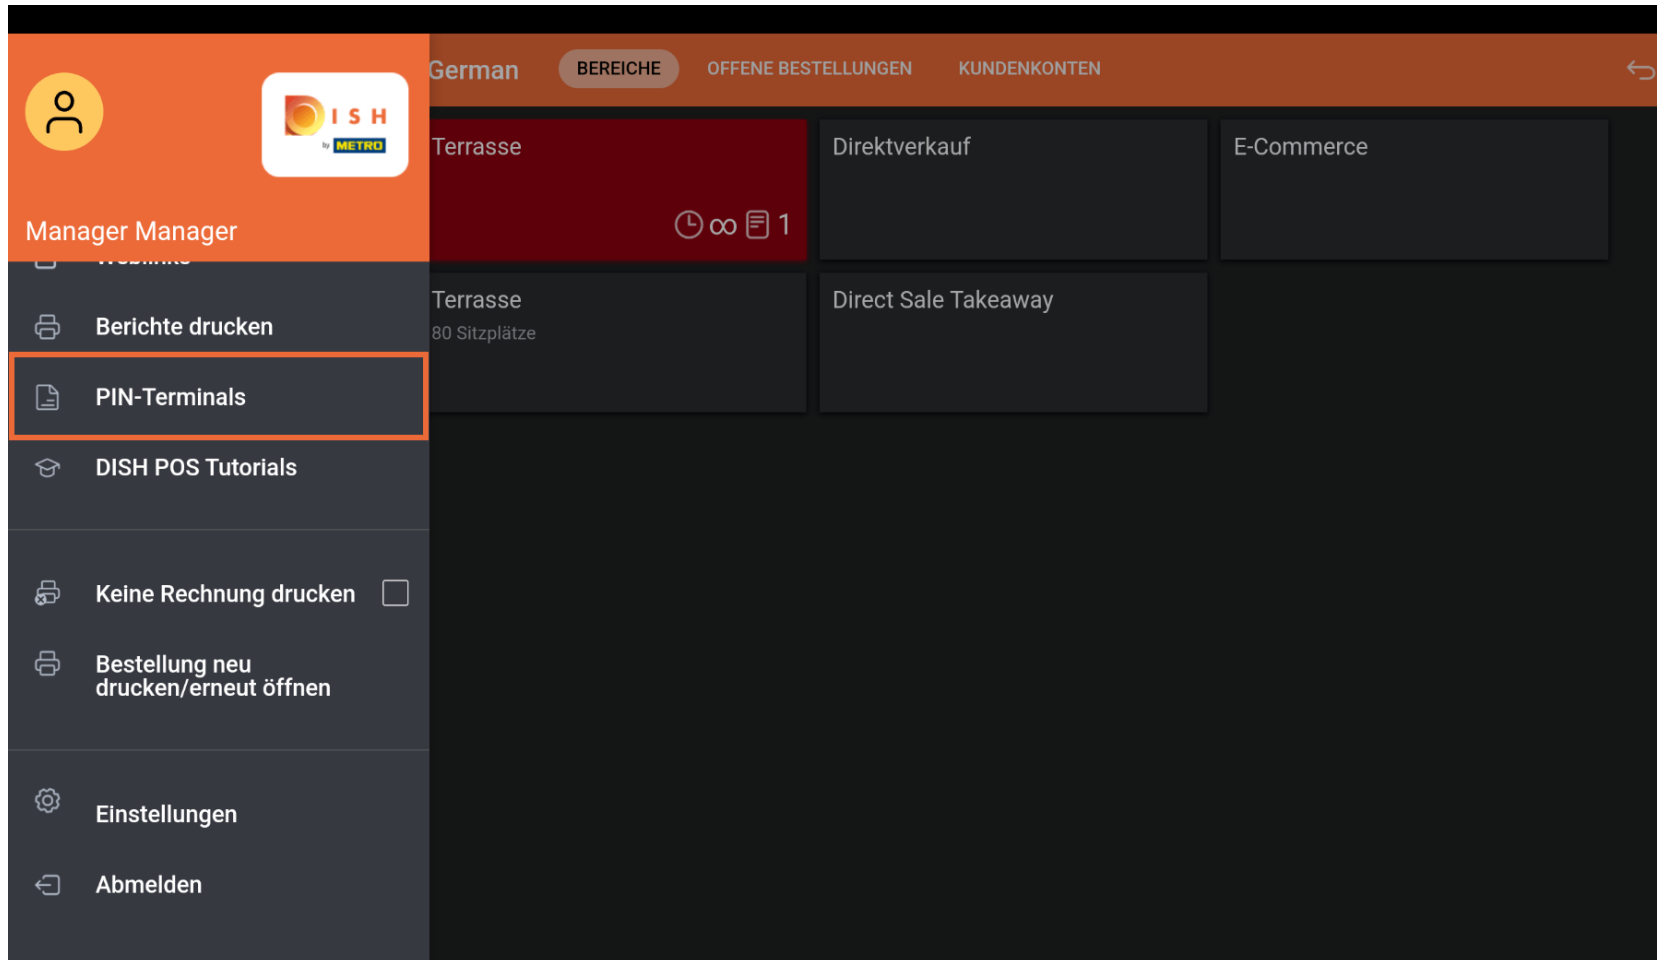 German
BEREICHE
OFFENE BESTELLUNGEN
KUNDENKONTEN
ISH
by METRO
Manager Manager
Berichte drucken
PIN-Terminals
DISH POS Tutorials
Keine Rechnung drucken
Bestellung neu
drucken/erneut öffnen
Einstellungen
Abmelden
Terrasse
∞ 1
Direktverkauf
E-Commerce
Terrasse
80 Sitzplätze
Direct Sale Takeaway